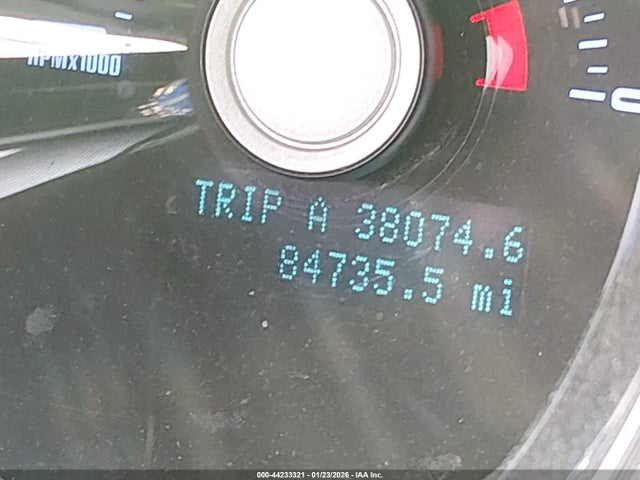 RPMx1000
TRIP A 38074.6
84735.5 mi
000-44233321 - 01/23/2026 - IAA Inc.